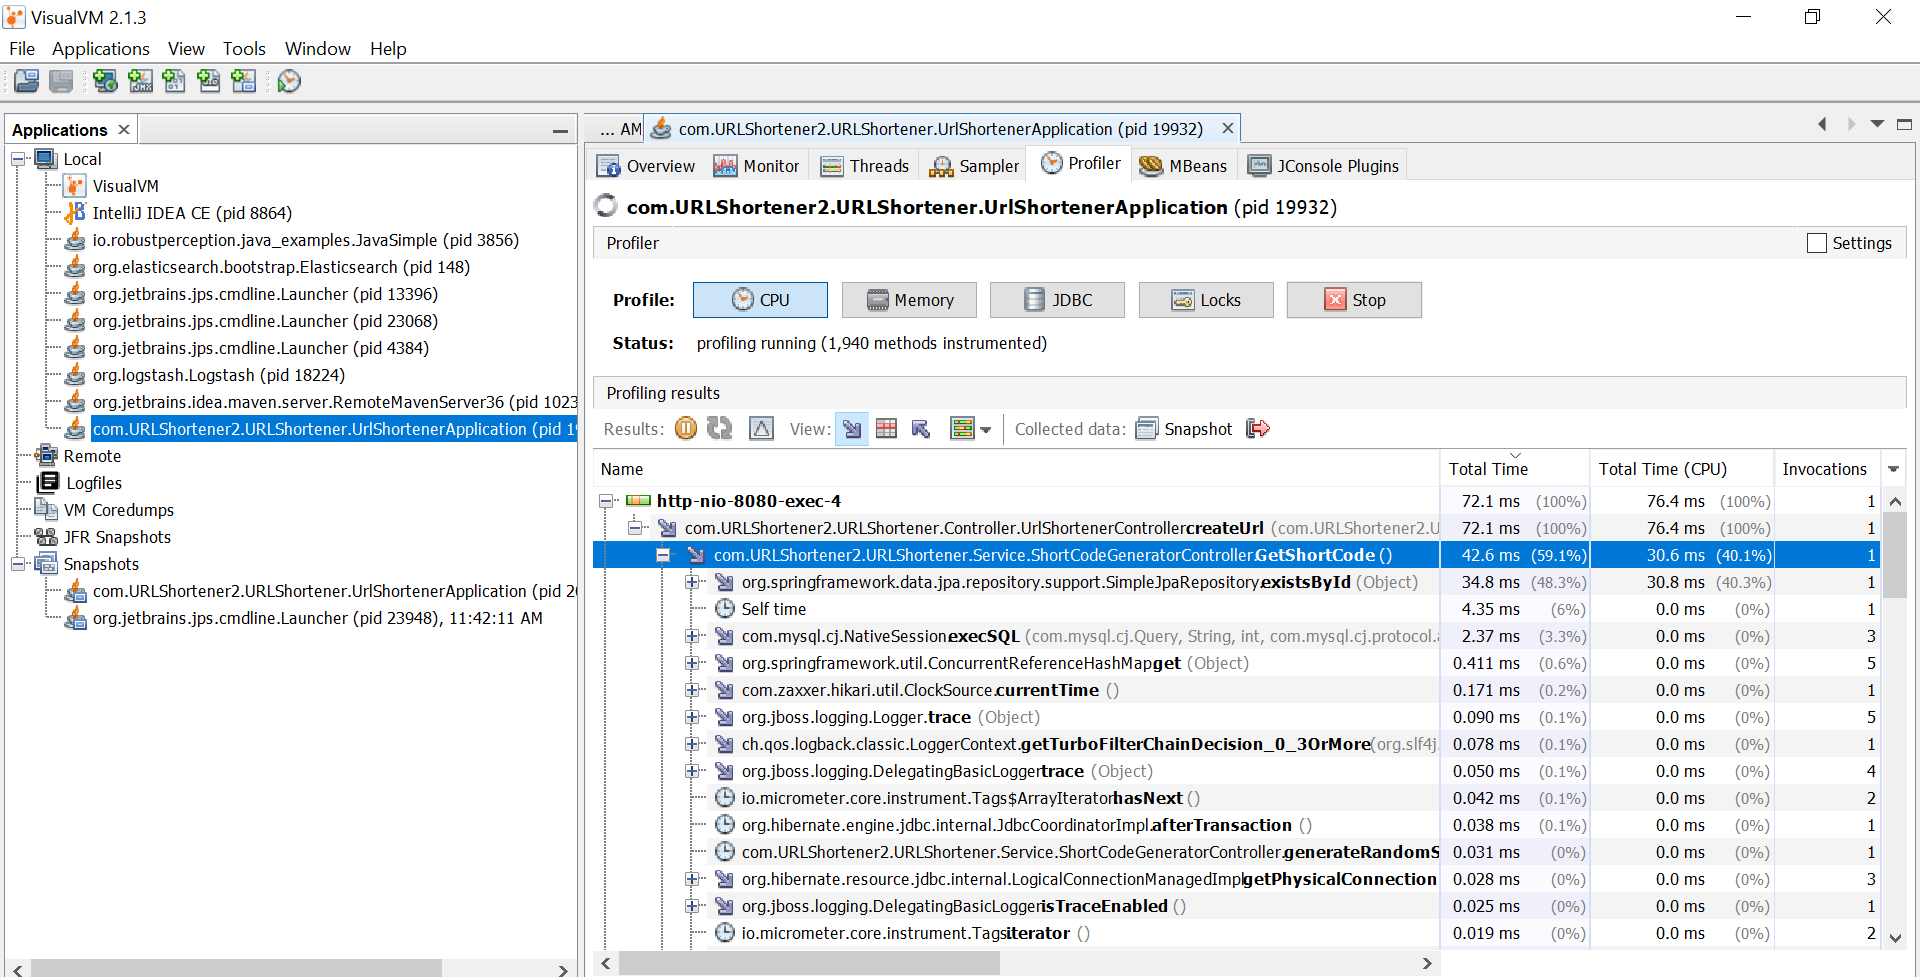 VisualVM 2.1.3
File Applications View Tools Window Help
Applications
Local
VisualVM
IntelliJ IDEA CE (pid 8864)
io.robustperception.java_examples.JavaSimple (pid 3856)
org.elasticsearch.bootstrap.Elasticsearch (pid 148)
org.jetbrains.jps.cmdline.Launcher (pid 13396)
org.jetbrains.jps.cmdline.Launcher (pid 23068)
org.jetbrains.jps.cmdline.Launcher (pid 4384)
org.logstash.Logstash (pid 18224)
org.jetbrains.idea.maven.server.RemoteMavenServer36 (pid 1023
com.URLShortener2.URLShortener.UrlShortenerApplication (pid 1
Remote
Logfiles
VM Coredumps
JFR Snapshots
Snapshots
com.URLShortener2.URLShortener.UrlShortenerApplication (pid 20
org.jetbrains.jps.cmdline.Launcher (pid 23948), 11:42:11 AM
... AM com.URLShortener2.URLShortener.UrlShortenerApplication (pid 19932)
Overview Monitor Threads Sampler Profiler MBeans JConsole Plugins
com.URLShortener2.URLShortener.UrlShortenerApplication (pid 19932)
Profiler Settings
Profile: CPU Memory JDBC Locks Stop
Status: profiling running (1,940 methods instrumented)
Profiling results
Results: View: Collected data: Snapshot
Name Total Time Total Time (CPU) Invocations
http-nio-8080-exec-4 72.1 ms (100%) 76.4 ms (100%) 1
com.URLShortener2.URLShortener.Controller.UrlShortenerControllercreateUrl (com.URLShortener2.U 72.1 ms (100%) 76.4 ms (100%) 1
com.URLShortener2.URLShortener.Service.ShortCodeGeneratorController.GetShortCode () 42.6 ms (59.1%) 30.6 ms (40.1%) 1
org.springframework.data.jpa.repository.support.SimpleJpaRepository.existsById (Object) 34.8 ms (48.3%) 30.8 ms (40.3%) 1
Self time 4.35 ms (6%) 0.0 ms (0%) 1
com.mysql.cj.NativeSession.execSQL (com.mysql.cj.Query, String, int, com.mysql.cj.protocol. 2.37 ms (3.3%) 0.0 ms (0%) 3
org.springframework.util.ConcurrentReferenceHashMap.get (Object) 0.411 ms (0.6%) 0.0 ms (0%) 5
com.zaxxer.hikari.util.ClockSource.currentTime () 0.171 ms (0.2%) 0.0 ms (0%) 1
org.jboss.logging.Logger.trace (Object) 0.090 ms (0.1%) 0.0 ms (0%) 5
ch.qos.logback.classic.LoggerContext.getTurboFilterChainDecision_0_3OrMore(org.slf4j. 0.078 ms (0.1%) 0.0 ms (0%) 1
org.jboss.logging.DelegatingBasicLoggertrace (Object) 0.050 ms (0.1%) 0.0 ms (0%) 4
io.micrometer.core.instrument.Tags$ArrayIteratorhasNext () 0.042 ms (0.1%) 0.0 ms (0%) 2
org.hibernate.engine.jdbc.internal.JdbcCoordinatorImpl.afterTransaction () 0.038 ms (0.1%) 0.0 ms (0%) 1
com.URLShortener2.URLShortener.Service.ShortCodeGeneratorController.generateRandomS 0.031 ms (0%) 0.0 ms (0%) 1
org.hibernate.resource.jdbc.internal.LogicalConnectionManagedImplgetPhysicalConnection 0.028 ms (0%) 0.0 ms (0%) 3
org.jboss.logging.DelegatingBasicLoggerisTraceEnabled () 0.025 ms (0%) 0.0 ms (0%) 1
io.micrometer.core.instrument.Tagsiterator () 0.019 ms (0%) 0.0 ms (0%) 2